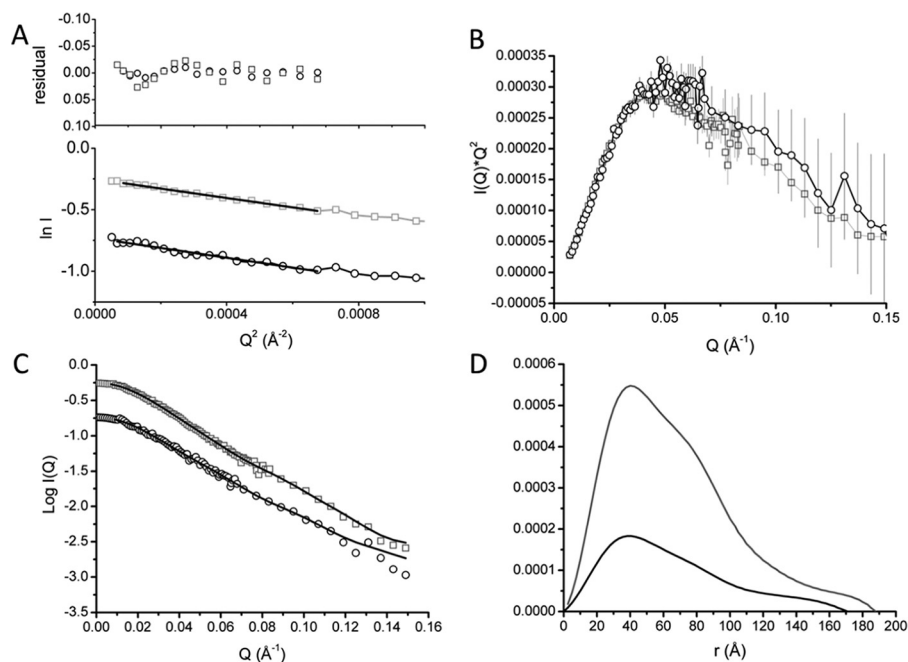 A
residual
-0.10
-0.05
0.00
0.05
0.10
ln I
0.0
-0.5
-1.0
0.0000
0.0004
0.0008
Q² (Å⁻²)
B
I(Q)*Q²
0.00035
0.00030
0.00025
0.00020
0.00015
0.00010
0.00005
0.00000
-0.00005
0.00
0.05
0.10
0.15
Q (Å⁻¹)
C
Log I(Q)
0.0
-0.5
-1.0
-1.5
-2.0
-2.5
-3.0
-3.5
0.00 0.02 0.04 0.06 0.08 0.10 0.12 0.14 0.16
Q (Å⁻¹)
D
0.0006
0.0005
0.0004
0.0003
0.0002
0.0001
0.0000
0 20 40 60 80 100 120 140 160 180 200
r (Å)